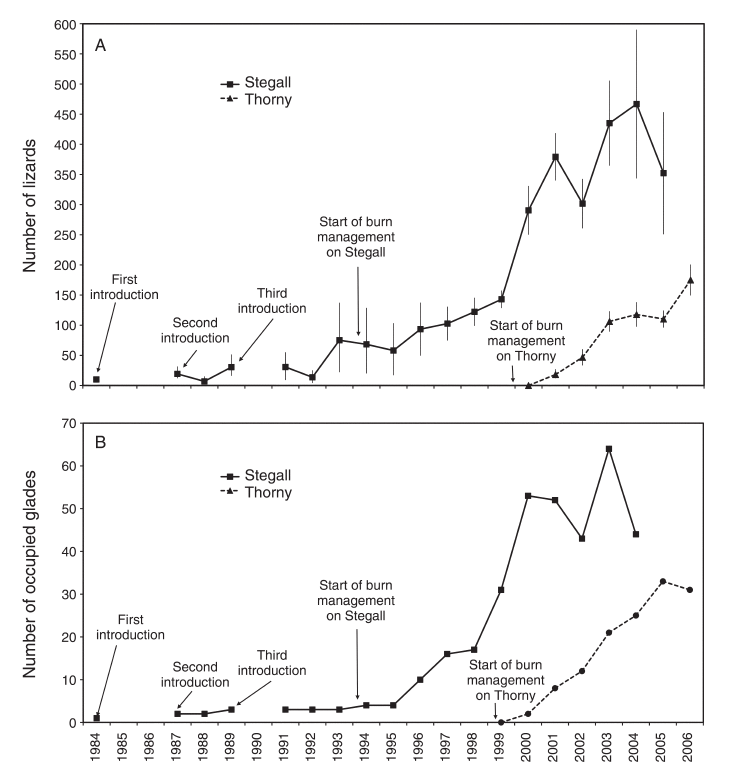 A
600
550
500
450
400
350
300
250
200
150
100
50
0
Number of lizards
Stegall
Thorny
First
introduction
Second
introduction
Third
introduction
Start of burn
management
on Stegall
Start of burn
management
on Thorny
B
70
60
50
40
30
20
10
0
Number of occupied glades
Stegall
Thorny
First
introduction
Second
introduction
Third
introduction
Start of burn
management
on Stegall
Start of burn
management
on Thorny
1984
1985
1986
1987
1988
1989
1990
1991
1992
1993
1994
1995
1996
1997
1998
1999
2000
2001
2002
2003
2004
2005
2006